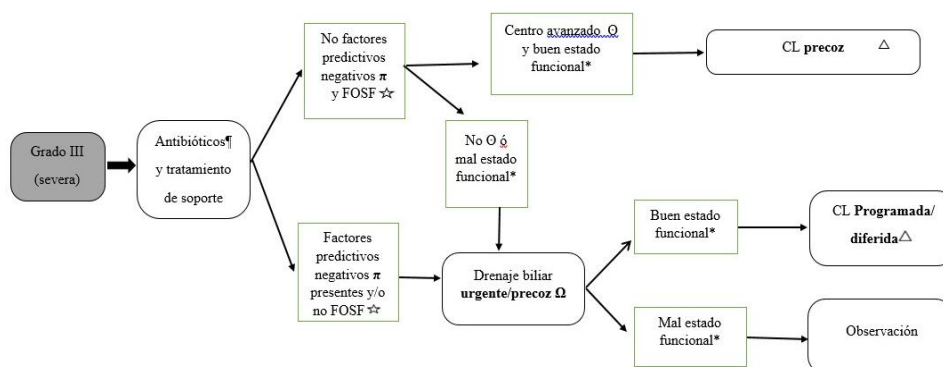 Grado III
(severa)
Antibióticos¶
y tratamiento
de soporte
No factores
predictivos
negativos π
y FOSF ☆
Centro avanzado ʘ
y buen estado
funcional*
CL precoz △
No ʘ ó
mal estado
funcional*
Factores
predictivos
negativos π
presentes y/o
no FOSF ☆
Drenaje biliar
urgente/precoz Ω
Buen estado
funcional*
CL Programada/
diferida△
Mal estado
funcional*
Observación